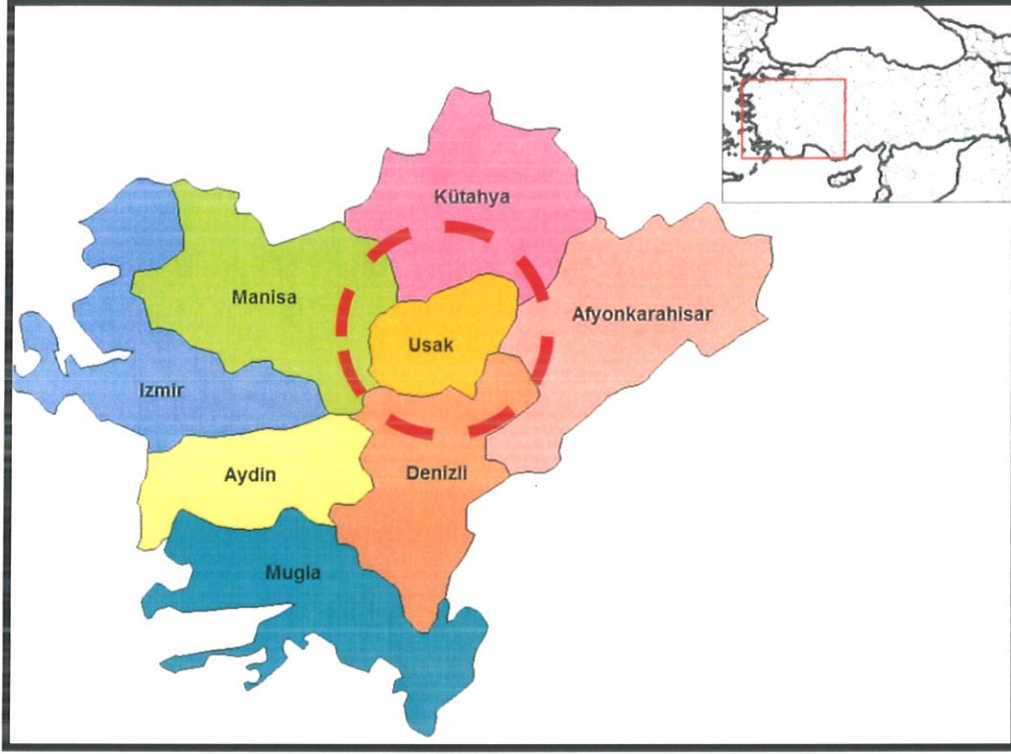 Kütahya
Manisa
Afyonkarahisar
Usak
Izmir
Aydin
Denizli
Mugla